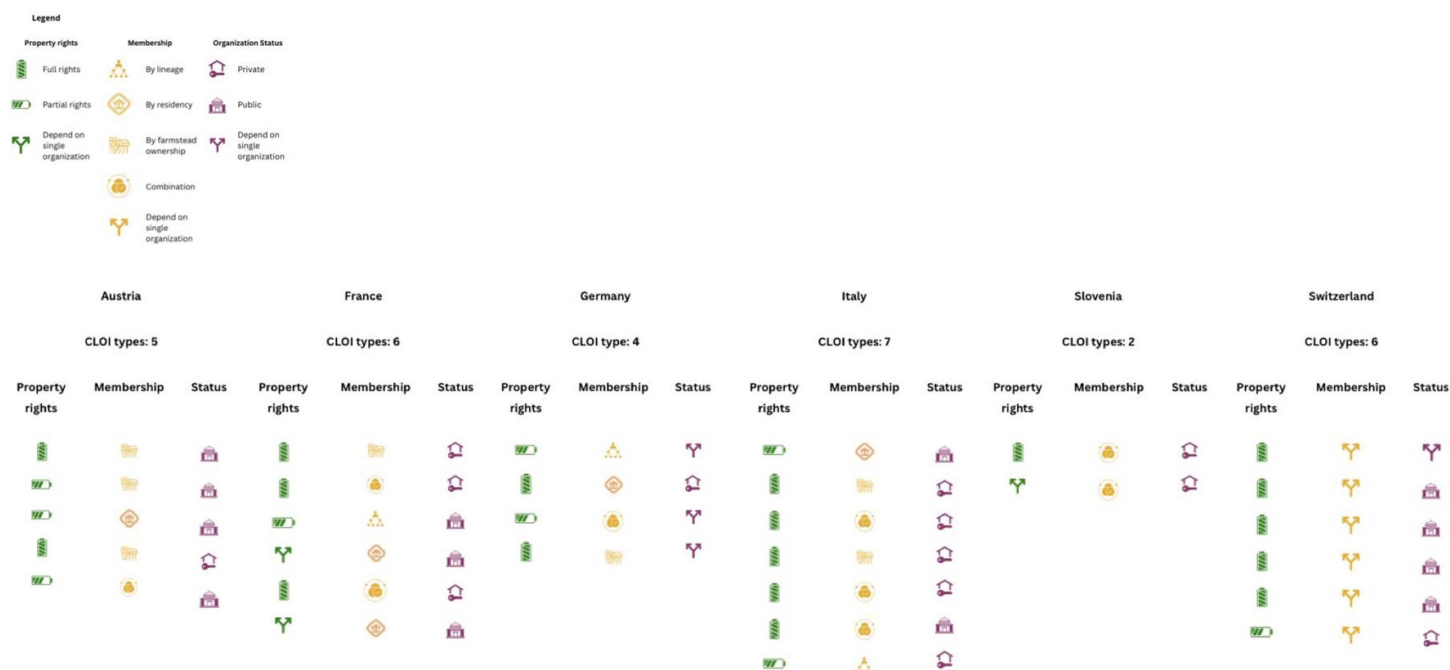 Legend
Property rights Membership Organization Status
Full rights By lineage Private
Partial rights By residency Public
Depend on
single
organization
By farmstead
ownership
Depend on
single
organization
Combination
Depend on
single
organization
Austria France Germany Italy Slovenia Switzerland
CLOI types: 5 CLOI types: 6 CLOI type: 4 CLOI types: 7 CLOI types: 2 CLOI types: 6
Property
rights
Membership
Status
Property
rights
Membership
Status
Property
rights
Membership
Status
Property
rights
Membership
Status
Property
rights
Membership
Status
Property
rights
Membership
Status